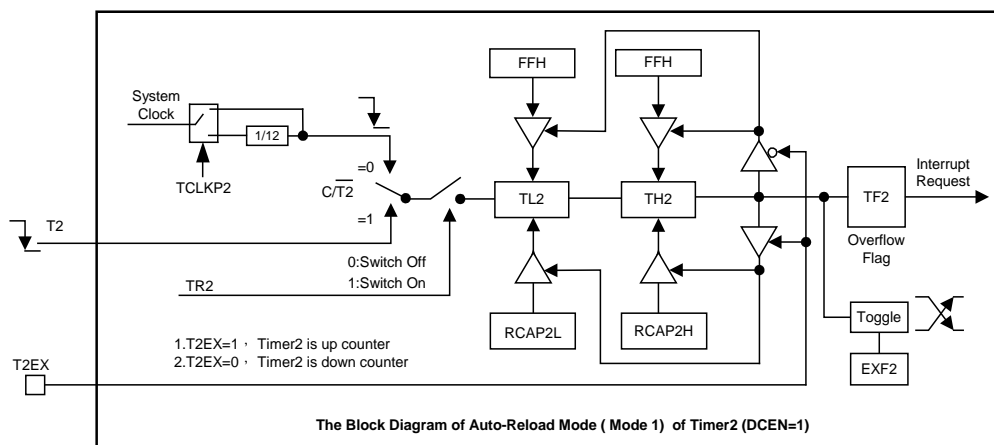 FFH
FFH
System
Clock
1/12
=0
TCLKP2
C/T2
TL2
TH2
TF2
Interrupt
Request
T2
=1
Overflow
Flag
0:Switch Off
1:Switch On
TR2
Toggle
RCAP2L
RCAP2H
1.T2EX=1， Timer2 is up counter
2.T2EX=0， Timer2 is down counter
T2EX
EXF2
The Block Diagram of Auto-Reload Mode ( Mode 1) of Timer2 (DCEN=1)